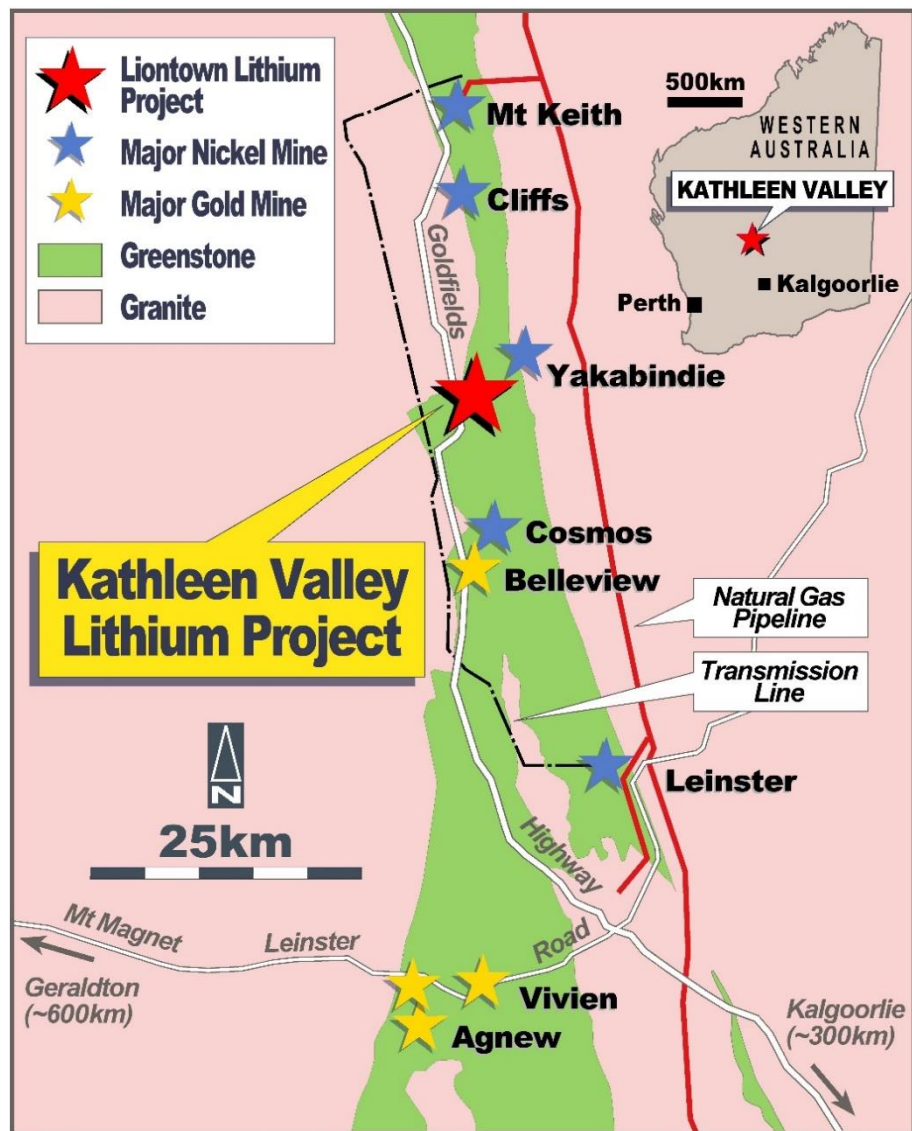 Liontown Lithium
Project
Major Nickel Mine
Major Gold Mine
Greenstone
Granite
500km
WESTERN
AUSTRALIA
KATHLEEN VALLEY
Kalgoorlie
Perth
Mt Keith
Cliffs
Goldfields
Yakabindie
Kathleen Valley
Lithium Project
Cosmos
Belleview
Natural Gas
Pipeline
Transmission
Line
Leinster
N
25km
Highway
Mt Magnet
Leinster
Road
Geraldton
(~600km)
Vivien
Agnew
Kalgoorlie
(~300km)